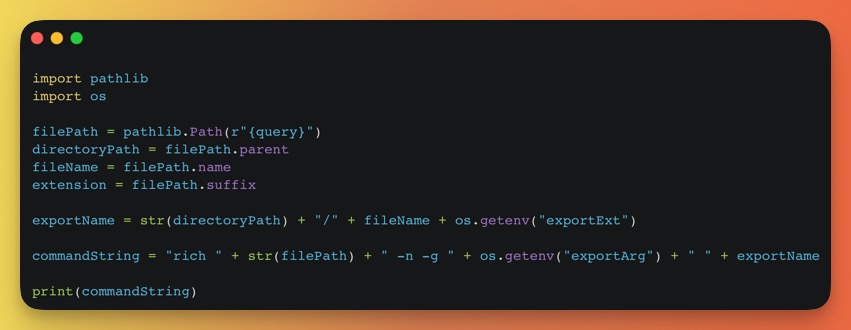 import pathlib
import os
filePath = pathlib.Path(r"{query}")
directoryPath = filePath.parent
fileName = filePath.name
extension = filePath.suffix
exportName = str(directoryPath) + "/" + fileName + os.getenv("exportExt")
commandString = "rich " + str(filePath) + " -n -g " + os.getenv("exportArg") + " " + exportName
print(commandString)